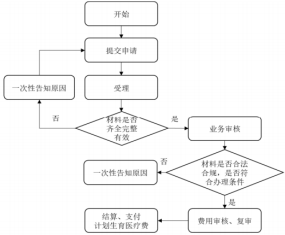 开始
提交申请
一次性告知原因
受理
否
材料是否
齐全完整
有效
是
业务审核
否
材料是否合法
合规，是否符
合办理条件
一次性告知原因
是
结算、支付
计划生育医疗费
费用审核、复审